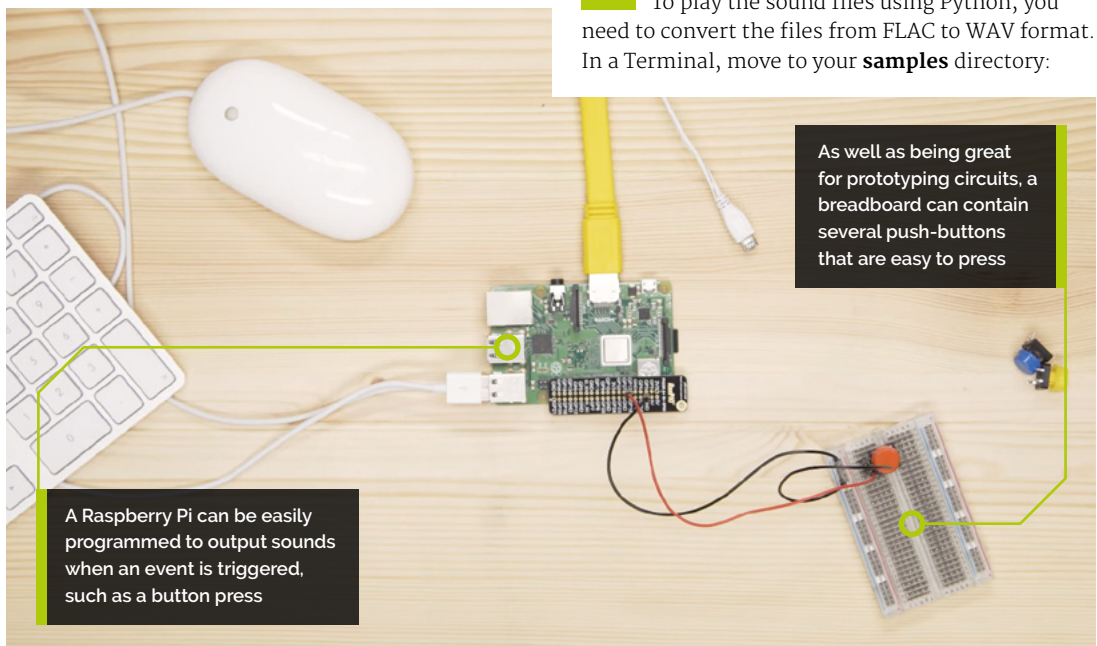 To play the sound files using Python, you
need to convert the files from FLAC to WAV format.
In a Terminal, move to your samples directory:
As well as being great
for prototyping circuits, a
breadboard can contain
several push-buttons
that are easy to press
A Raspberry Pi can be easily
programmed to output sounds
when an event is triggered,
such as a button press